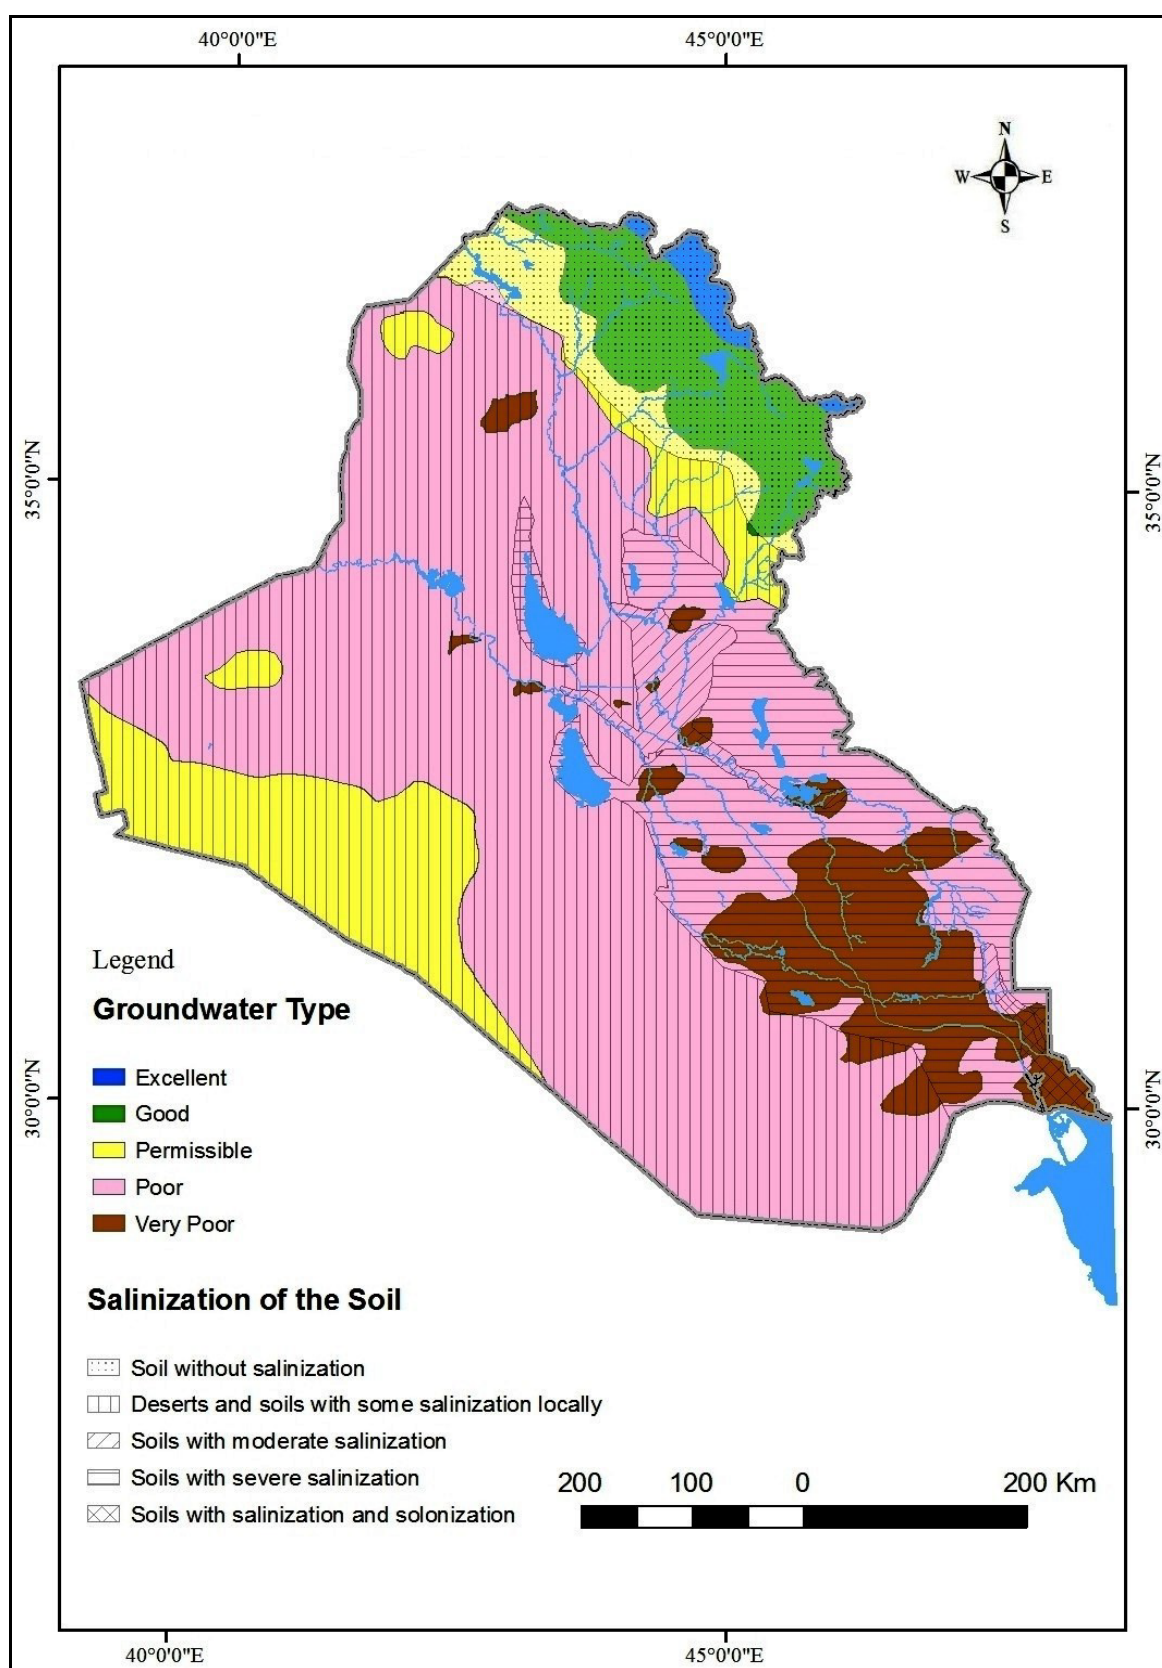 40°0'0"E 45°0'0"E
N
W E
S
35°0'0"N 35°0'0"N
Legend
Groundwater Type
30°0'0"N 30°0'0"N
Excellent
Good
Permissible
Poor
Very Poor
Salinization of the Soil
Soil without salinization
Deserts and soils with some salinization locally
Soils with moderate salinization
Soils with severe salinization
Soils with salinization and solonization
200 100 0 200 Km
40°0'0"E 45°0'0"E